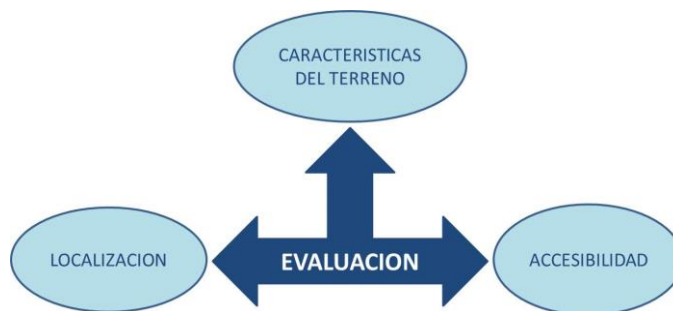 CARACTERISTICAS
DEL TERRENO
LOCALIZACION
EVALUACION
ACCESIBILIDAD